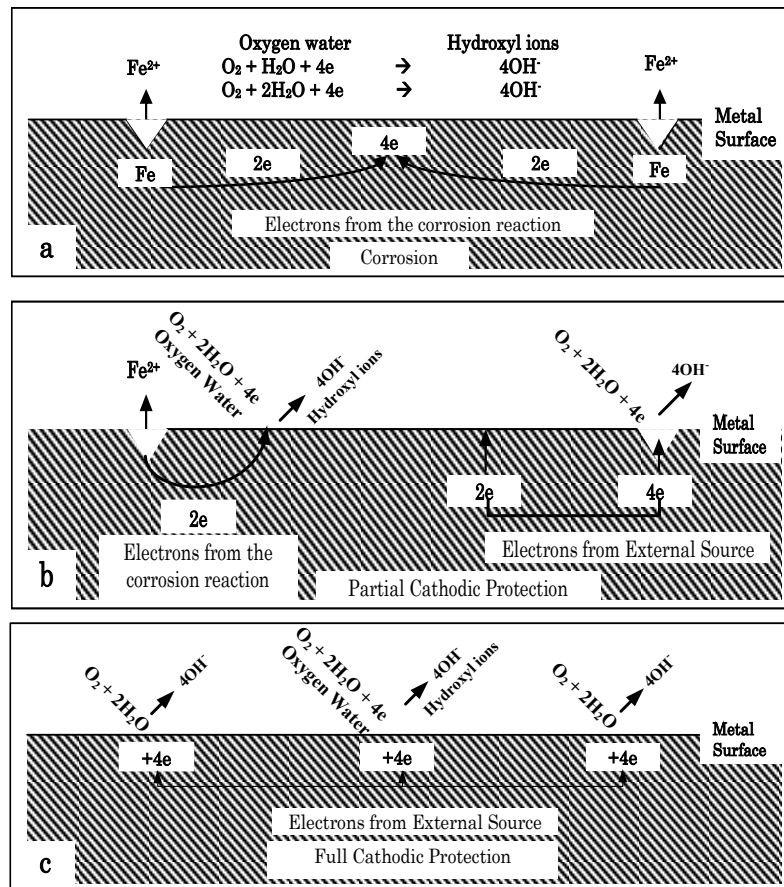 Oxygen water Hydroxyl ions
Fe²⁺ O₂ + H₂O + 4e → 4OH⁻ Fe²⁺
O₂ + 2H₂O + 4e → 4OH⁻
Metal
Surface
4e
Fe 2e 2e Fe
Electrons from the corrosion reaction
a Corrosion
O₂ + 2H₂O + 4e
Oxygen Water
4OH⁻
Hydroxyl ions
Fe²⁺
O₂ + 2H₂O + 4e
4OH⁻
Metal
Surface
2e 4e
2e
Electrons from the
corrosion reaction
Electrons from External Source
b Partial Cathodic Protection
O₂ + 2H₂O
4OH⁻
O₂ + 2H₂O + 4e
Oxygen Water
4OH⁻
Hydroxyl ions
O₂ + 2H₂O
4OH⁻
Metal
Surface
+4e +4e +4e
Electrons from External Source
c Full Cathodic Protection